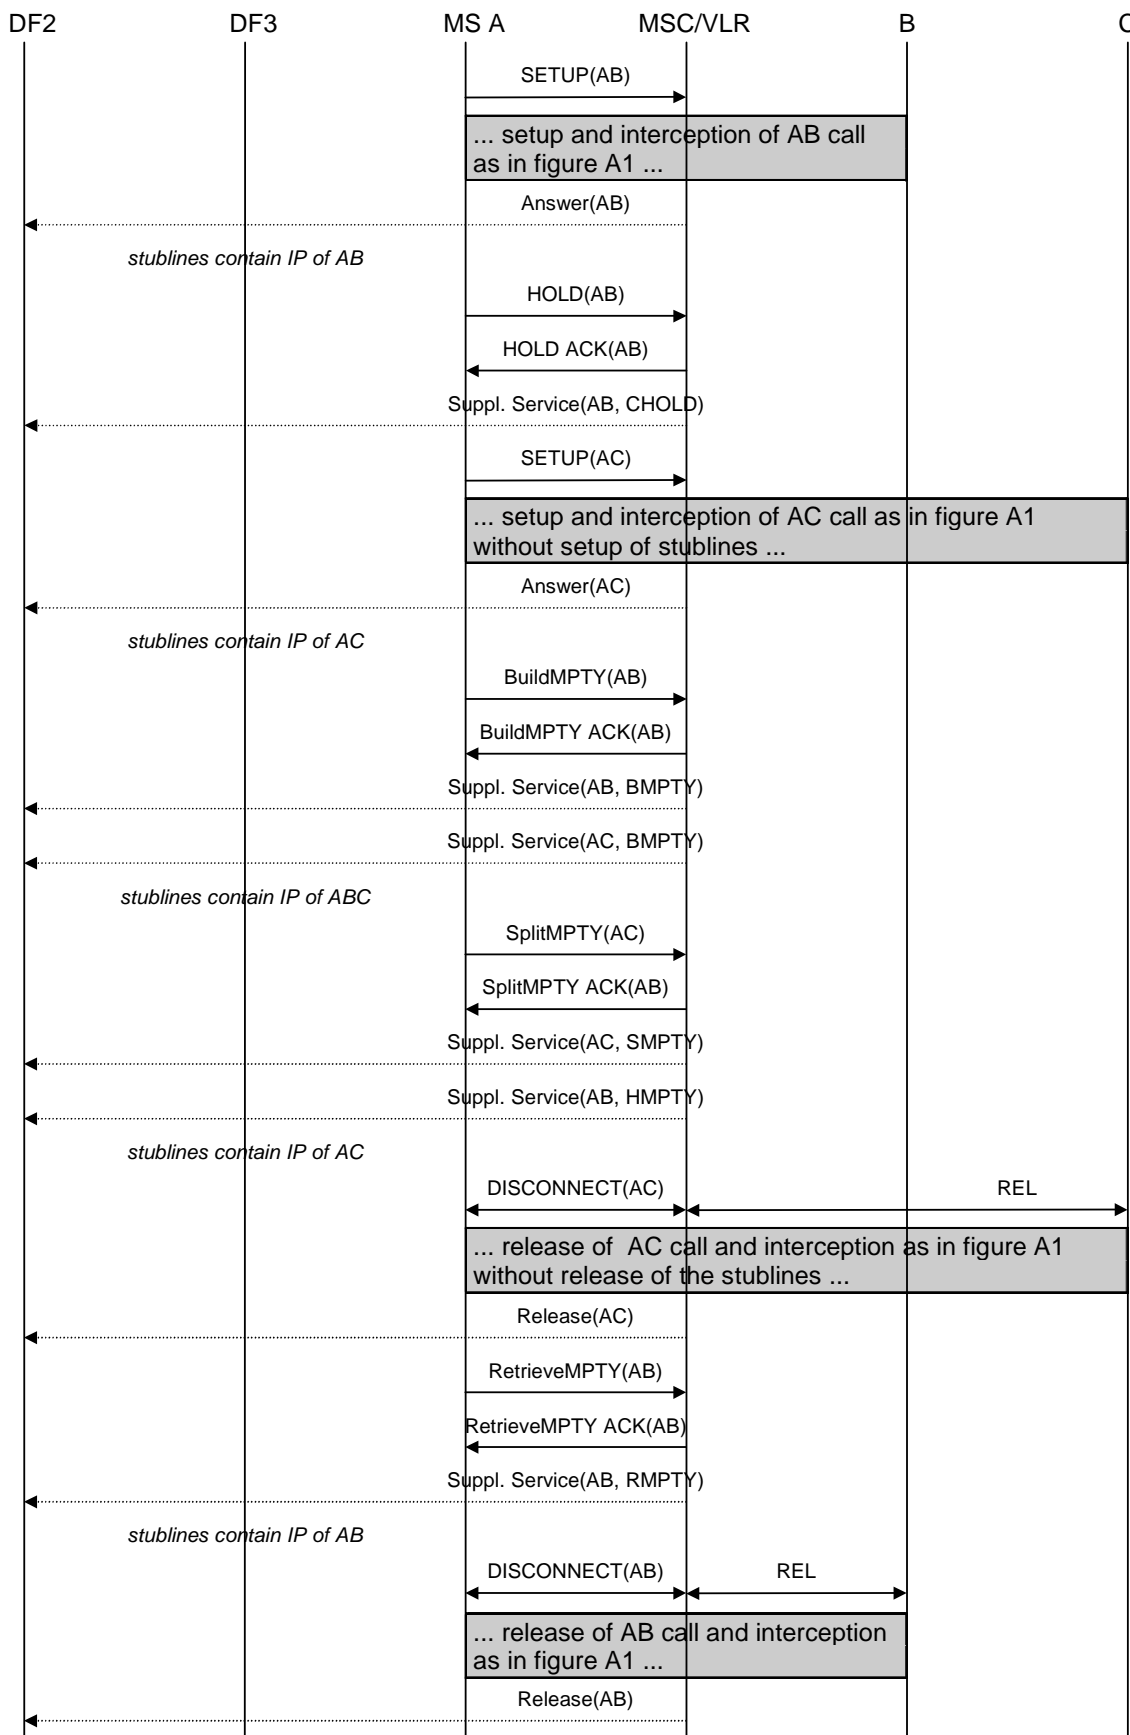 DF2 DF3 MS A MSC/VLR B C
SETUP(AB)
... setup and interception of AB call
as in figure A1 ...
Answer(AB)
stublines contain IP of AB
HOLD(AB)
HOLD ACK(AB)
Suppl. Service(AB, CHOLD)
SETUP(AC)
... setup and interception of AC call as in figure A1
without setup of stublines ...
Answer(AC)
stublines contain IP of AC
BuildMPTY(AB)
BuildMPTY ACK(AB)
Suppl. Service(AB, BMPTY)
Suppl. Service(AC, BMPTY)
stublines contain IP of ABC
SplitMPTY(AC)
SplitMPTY ACK(AB)
Suppl. Service(AC, SMPTY)
Suppl. Service(AB, HMPTY)
stublines contain IP of AC
DISCONNECT(AC) REL
... release of  AC call and interception as in figure A1
without release of the stublines ...
Release(AC)
RetrieveMPTY(AB)
RetrieveMPTY ACK(AB)
Suppl. Service(AB, RMPTY)
stublines contain IP of AB
DISCONNECT(AB) REL
... release of AB call and interception
as in figure A1 ...
Release(AB)